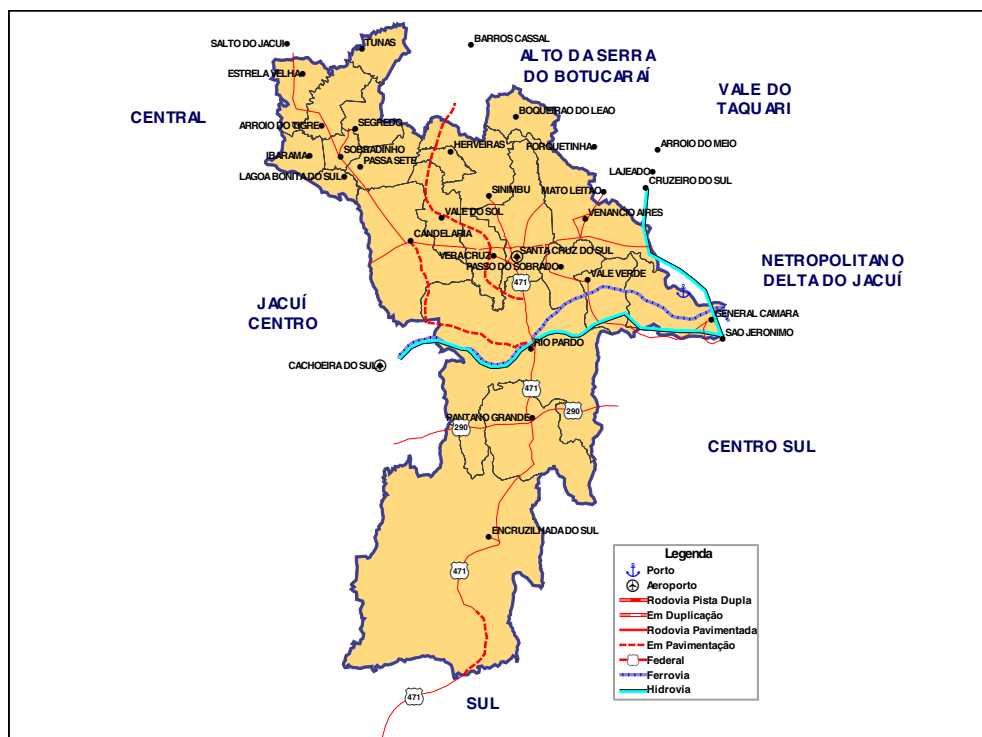 BARROS CASSAL
SALTO DO JACUI
TUNAS
ALTO DA SERRA
DO BOTUCARAÍ
ESTRELA VELHA
VALE DO
TAQUARI
CENTRAL
BOQUEIRAO DO LEAO
ARROIO DO TIGRE
SEGREDO
HERVEIRAS
FORQUETINHA
ARROIO DO MEIO
IBARAMA
SOBRADINHO
PASSA SETE
LAJEADO
LAGOA BONITA DO SUL
CRUZEIRO DO SUL
SINIMBU
MATO LEITAO
VALE DO SOL
VENANCIO AIRES
CANDELARIA
SANTA CRUZ DO SUL
VERA CRUZ
PASSO DO SOBRADO
NETROPOLITANO
DELTA DO JACUÍ
471
VALE VERDE
JACUÍ
CENTRO
GENERAL CAMARA
SAO JERONIMO
RIO PARDO
CACHOEIRA DO SUL
471
290
PANTANO GRANDE
290
CENTRO SUL
ENCRUZILHADA DO SUL
471
471
SUL
Legenda
Porto
Aeroporto
Rodovia Pista Dupla
Em Duplicação
Rodovia Pavimentada
Em Pavimentação
Federal
Ferrovia
Hidrovia